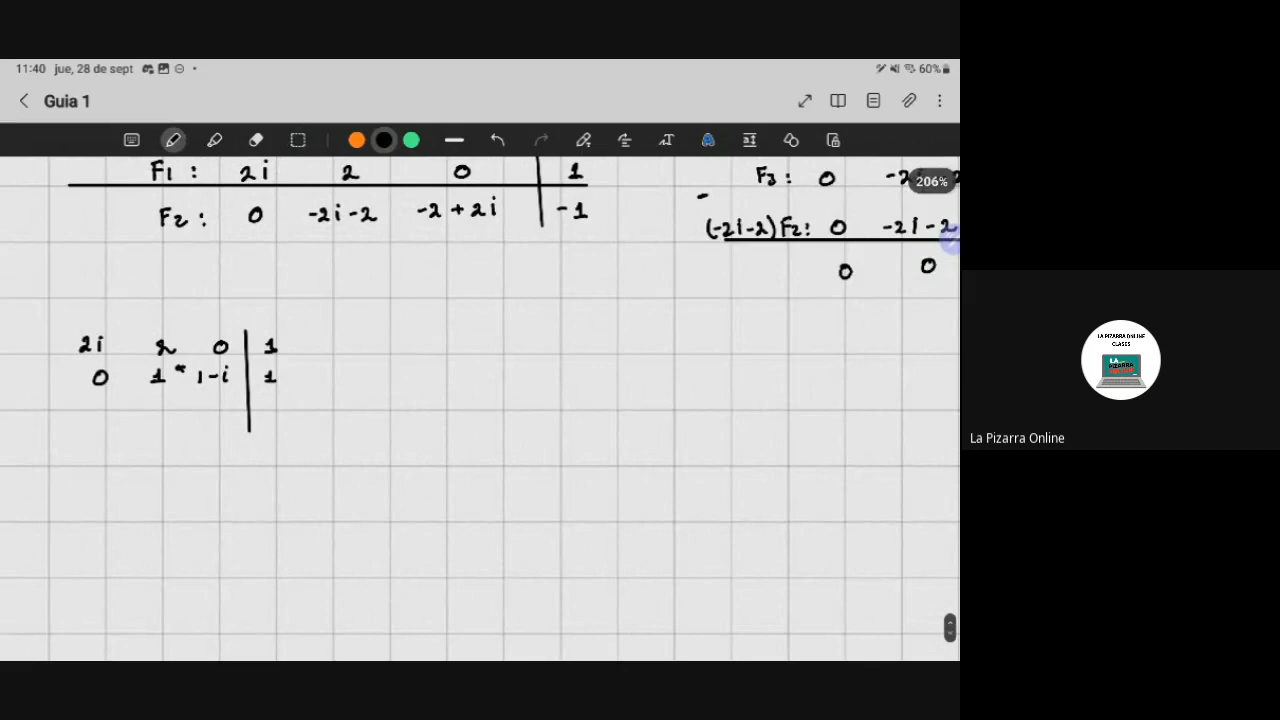 11:40 jue, 28 de sept
60%
Guia 1
F1 : 2i 2 0 | 1
F2 : 0 -2i-2 -2+2i | -1
F3 : 0
206%
-
(-2i-2)F2: 0 -2i-2
0 0
2i 2 0 | 1
0 1 1-i | 1
LA PIZARRA ONLINE
CLASES
LA
PIZARRA
La Pizarra Online